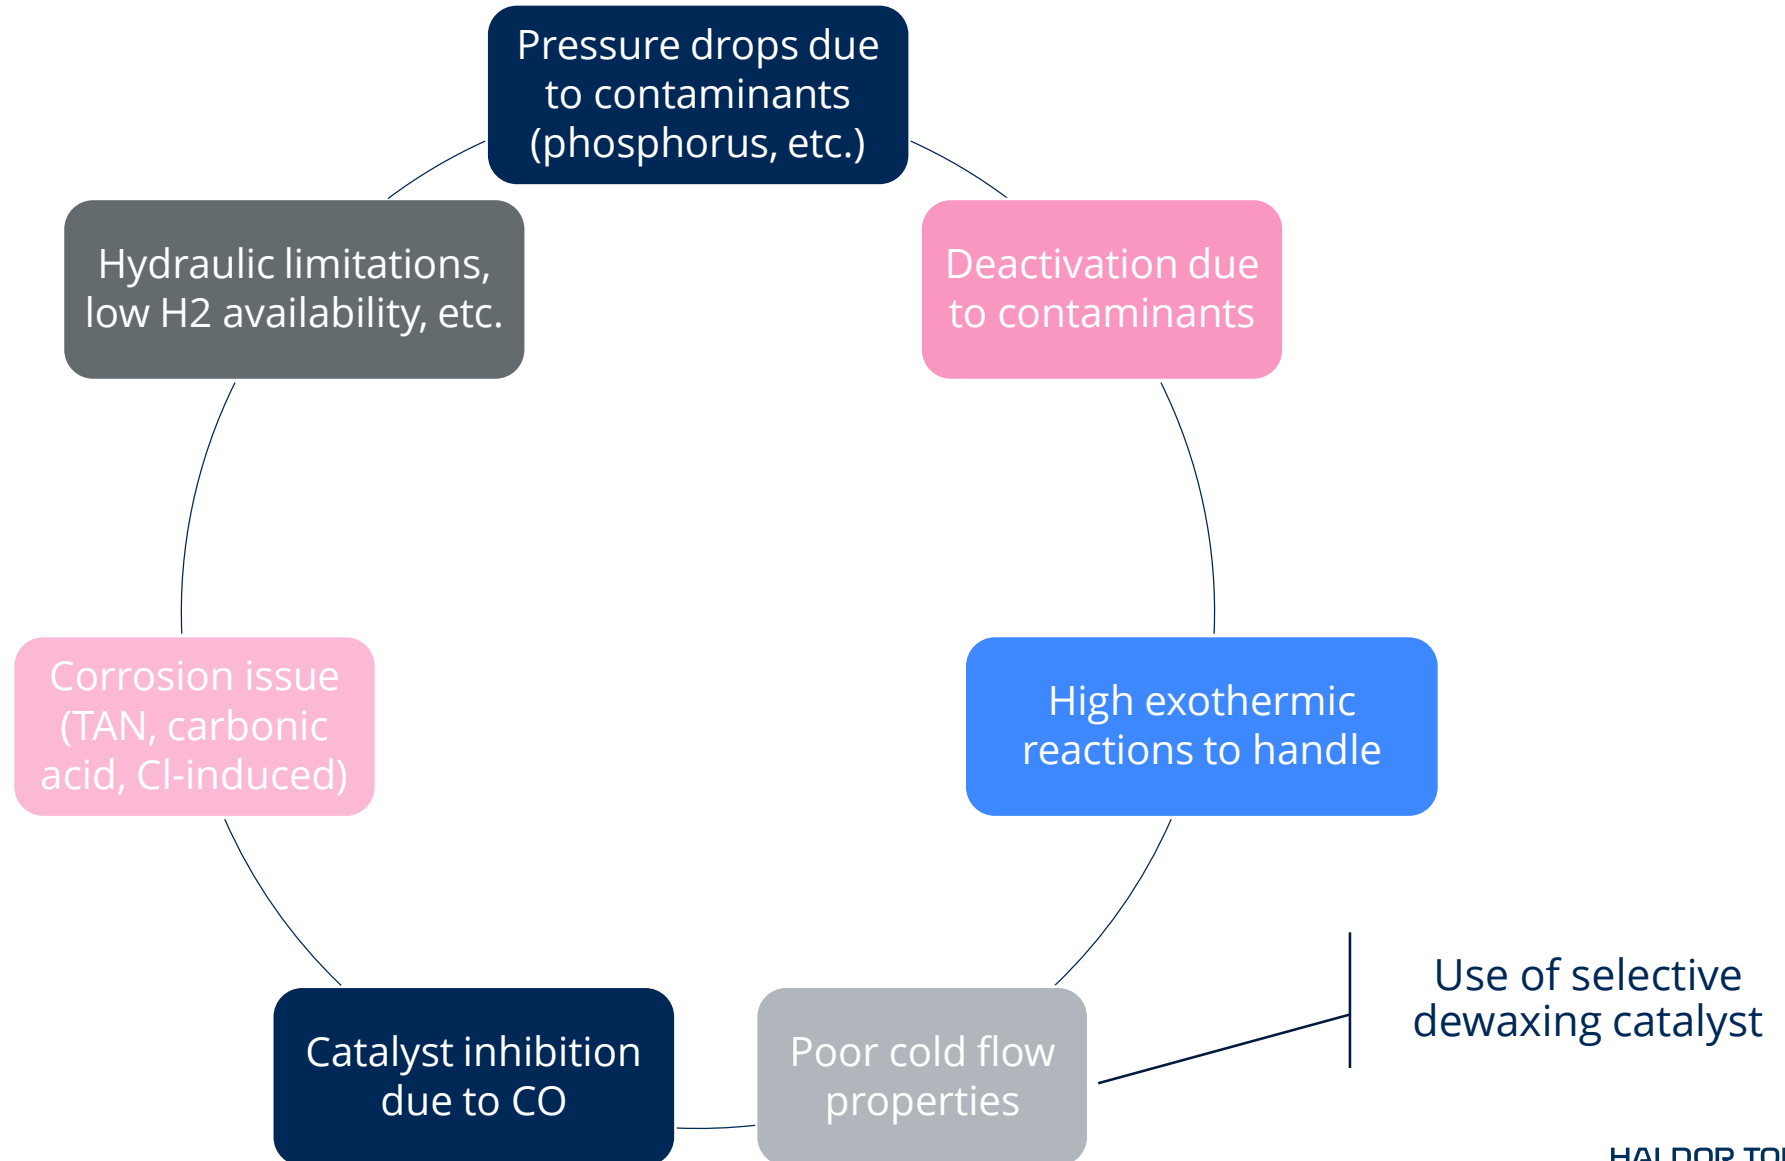 Pressure drops due
to contaminants
(phosphorus, etc.)
Hydraulic limitations,
low H2 availability, etc.
Deactivation due
to contaminants
Corrosion issue
(TAN, carbonic
acid, Cl-induced)
High exothermic
reactions to handle
Catalyst inhibition
due to CO
Poor cold flow
properties
Use of selective
dewaxing catalyst
HALDOR